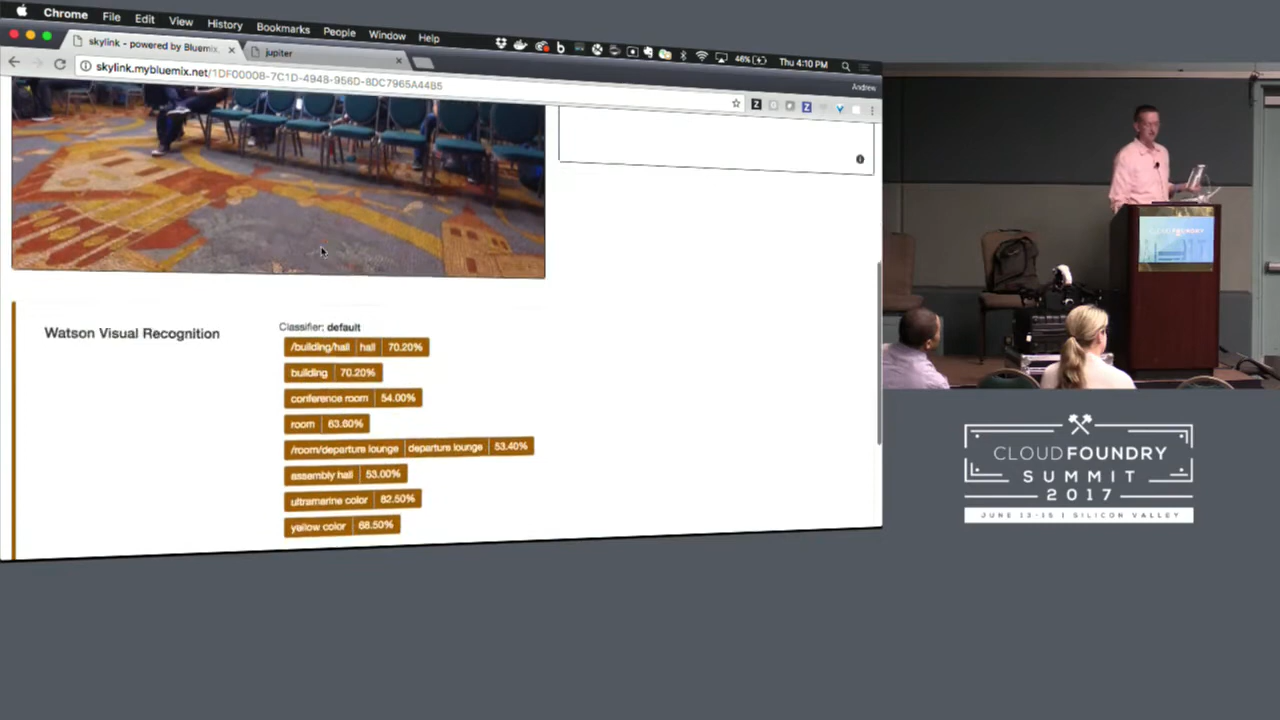 Chrome File Edit View History Bookmarks People Window Help 46% Thu 4:10 PM
skylink - powered by Bluemix, jupiter
Andrew
skylink.mybluemix.net/1DF00008-7C1D-4948-956D-8DC7965A44B5
Watson Visual Recognition
Classifier: default
/building/hall hall 70.20%
building 70.20%
conference room 54.00%
room 63.60%
/room/departure lounge departure lounge 53.40%
assembly hall 53.00%
ultramarine color 82.50%
yellow color 68.50%
CLOUD FOUNDRY
CLOUDFOUNDRY
SUMMIT
2017
JUNE 13-15 | SILICON VALLEY